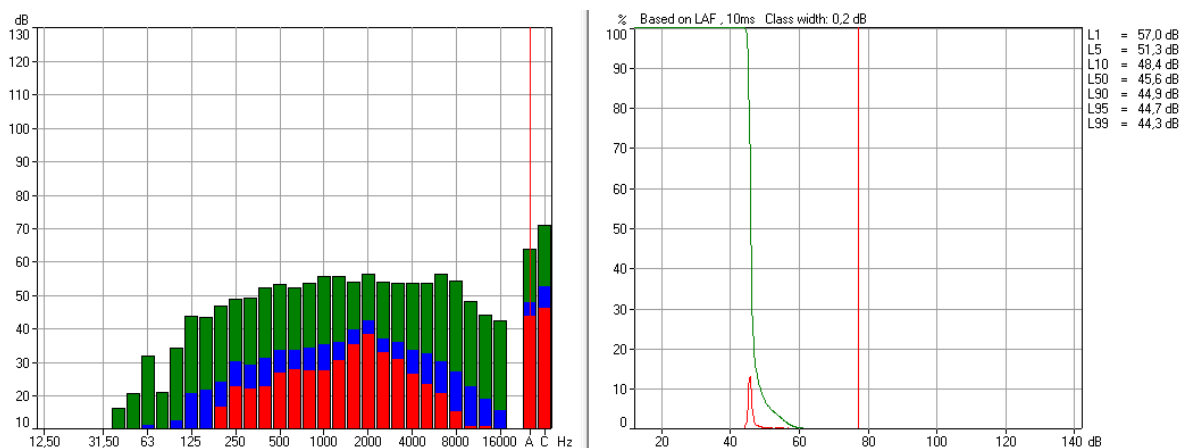 dB
130
120
110
100
90
80
70
60
50
40
30
20
10
12,50 31,50 63 125 250 500 1000 2000 4000 8000 16000 A C Hz
% Based on LAF , 10ms Class width: 0,2 dB
100
90
80
70
60
50
40
30
20
10
0
20 40 60 80 100 120 140 dB
L1 = 57,0 dB
L5 = 51,3 dB
L10 = 48,4 dB
L50 = 45,6 dB
L90 = 44,9 dB
L95 = 44,7 dB
L99 = 44,3 dB